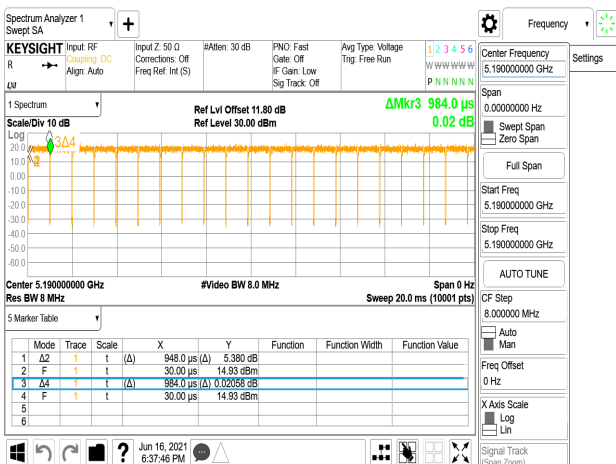 Spectrum Analyzer 1
Swept SA
Frequency
KEYSIGHT
R
Input: RF
Coupling: DC
Align: Auto
Input Z: 50 Ω
Corrections: Off
Freq Ref: Int (S)
#Atten: 30 dB
PNO: Fast
Gate: Off
IF Gain: Low
Sig Track: Off
Avg Type: Voltage
Trig: Free Run
1 2 3 4 5 6
W W W W W W
P N N N N N
LXI
1 Spectrum
Scale/Div 10 dB
Ref Lvl Offset 11.80 dB
Ref Level 30.00 dBm
ΔMkr3 984.0 µs
0.02 dB
Log
3Δ4
20.0
10.0
0.00
-10.0
-20.0
-30.0
-40.0
-50.0
-60.0
Center 5.190000000 GHz
#Video BW 8.0 MHz
Span 0 Hz
Res BW 8 MHz
Sweep 20.0 ms (10001 pts)
5 Marker Table
Mode Trace Scale X Y Function Function Width Function Value
1 Δ2 1 t (Δ) 948.0 µs (Δ) 5.380 dB
2 F 1 t 30.00 µs 14.93 dBm
3 Δ4 1 t (Δ) 984.0 µs (Δ) 0.02058 dB
4 F 1 t 30.00 µs 14.93 dBm
5
6
Jun 16, 2021
6:37:46 PM
Settings
Center Frequency
5.190000000 GHz
Span
0.00000000 Hz
Swept Span
Zero Span
Full Span
Start Freq
5.190000000 GHz
Stop Freq
5.190000000 GHz
AUTO TUNE
CF Step
8.000000 MHz
Auto
Man
Freq Offset
0 Hz
X Axis Scale
Log
Lin
Signal Track
(Span Zoom)